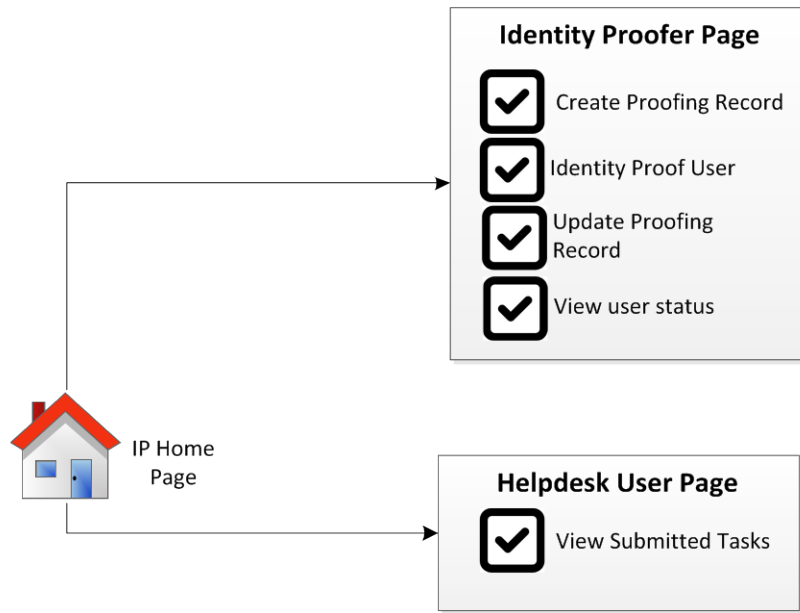 Identity Proofer Page
Create Proofing Record
Identity Proof User
Update Proofing
Record
View user status
IP Home
Page
Helpdesk User Page
View Submitted Tasks